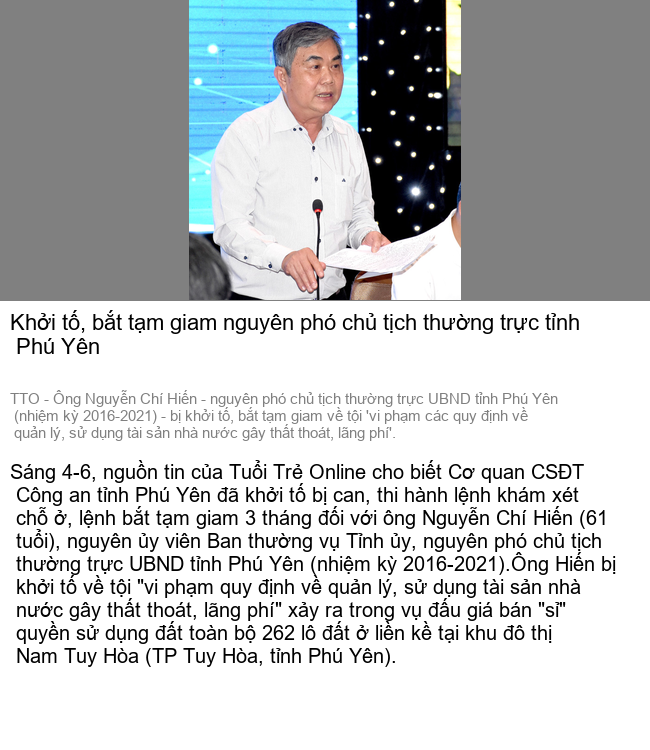 Khởi tố, bắt tạm giam nguyên phó chủ tịch thường trực tỉnh
Phú Yên
TTO - Ông Nguyễn Chí Hiến - nguyên phó chủ tịch thường trực UBND tỉnh Phú Yên
(nhiệm kỳ 2016-2021) - bị khởi tố, bắt tạm giam về tội 'vi phạm các quy định về
quản lý, sử dụng tài sản nhà nước gây thất thoát, lãng phí'.
Sáng 4-6, nguồn tin của Tuổi Trẻ Online cho biết Cơ quan CSĐT
Công an tỉnh Phú Yên đã khởi tố bị can, thi hành lệnh khám xét
chỗ ở, lệnh bắt tạm giam 3 tháng đối với ông Nguyễn Chí Hiến (61
tuổi), nguyên ủy viên Ban thường vụ Tỉnh ủy, nguyên phó chủ tịch
thường trực UBND tỉnh Phú Yên (nhiệm kỳ 2016-2021).Ông Hiến bị
khởi tố về tội "vi phạm quy định về quản lý, sử dụng tài sản nhà
nước gây thất thoát, lãng phí" xảy ra trong vụ đấu giá bán "sỉ"
quyền sử dụng đất toàn bộ 262 lô đất ở liền kề tại khu đô thị
Nam Tuy Hòa (TP Tuy Hòa, tỉnh Phú Yên).